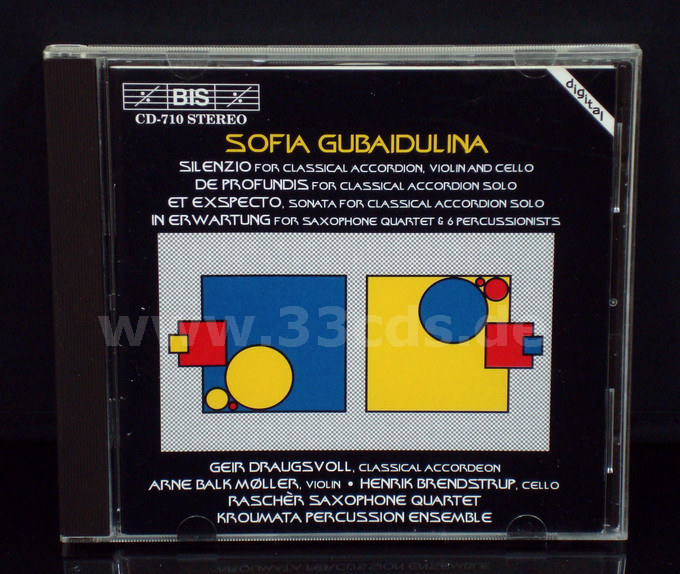 BIS
CD-710 STEREO
digital
SOFIA GUBAIDULINA
SILENZIO FOR CLASSICAL ACCORDION, VIOLIN AND CELLO
DE PROFUNDIS FOR CLASSICAL ACCORDION SOLO
ET EXSPECTO, SONATA FOR CLASSICAL ACCORDION SOLO
IN ERWARTUNG FOR SAXOPHONE QUARTET & 6 PERCUSSIONISTS
www.33cds.de
GEIR DRAUGSVOLL, CLASSICAL ACCORDEON
ARNE BALK MØLLER, VIOLIN • HENRIK BRENDSTRUP, CELLO
RASCHÈR SAXOPHONE QUARTET
KROUMATA PERCUSSION ENSEMBLE